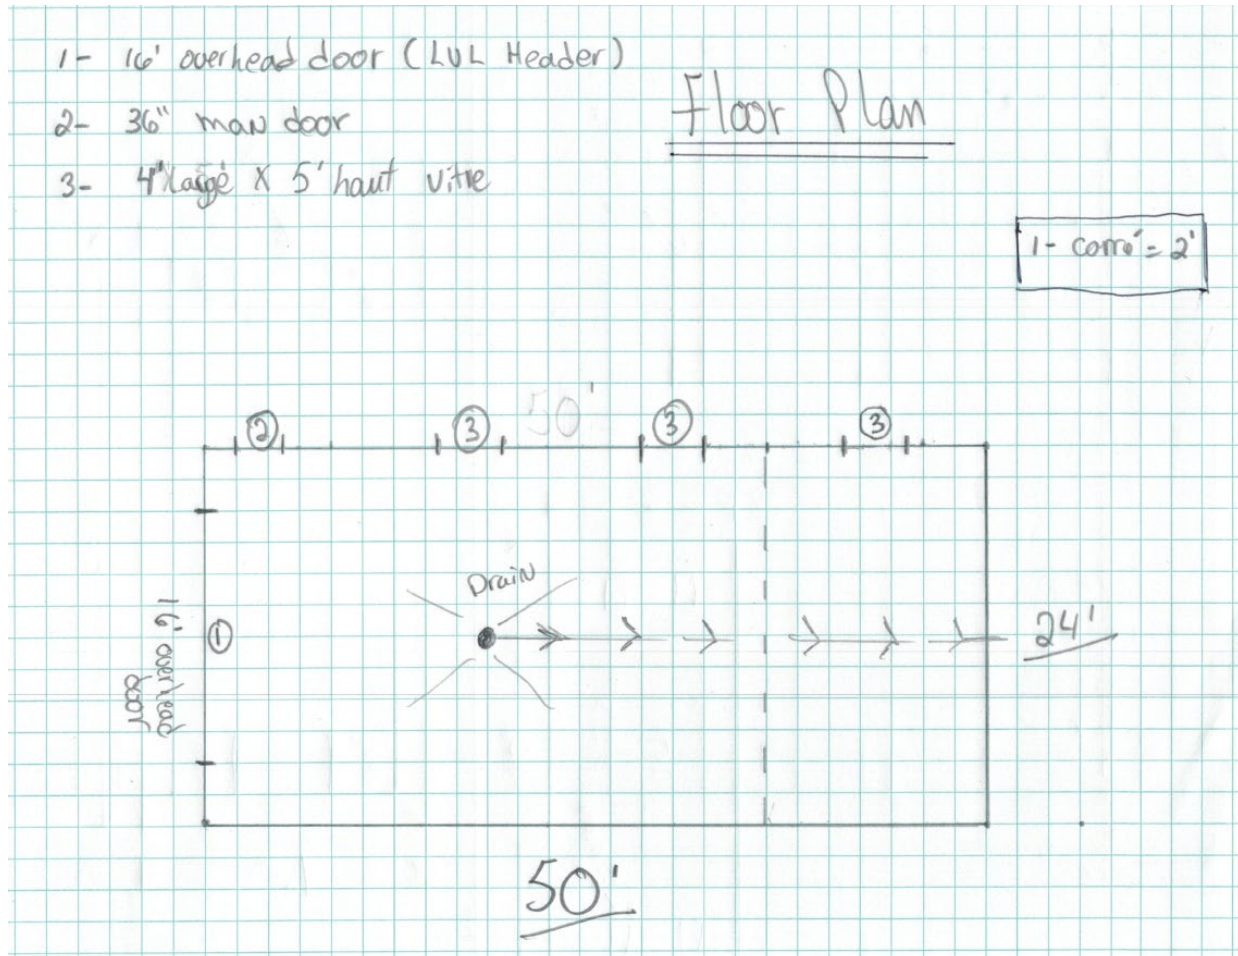 1- 16' overhead door (LVL Header)
2- 36" man door
3- 4' large X 5' haut vitre
Floor Plan
1- carré = 2'
50'
② ③ ③ ③
Drain
①
16' overhead
door
24'
50'